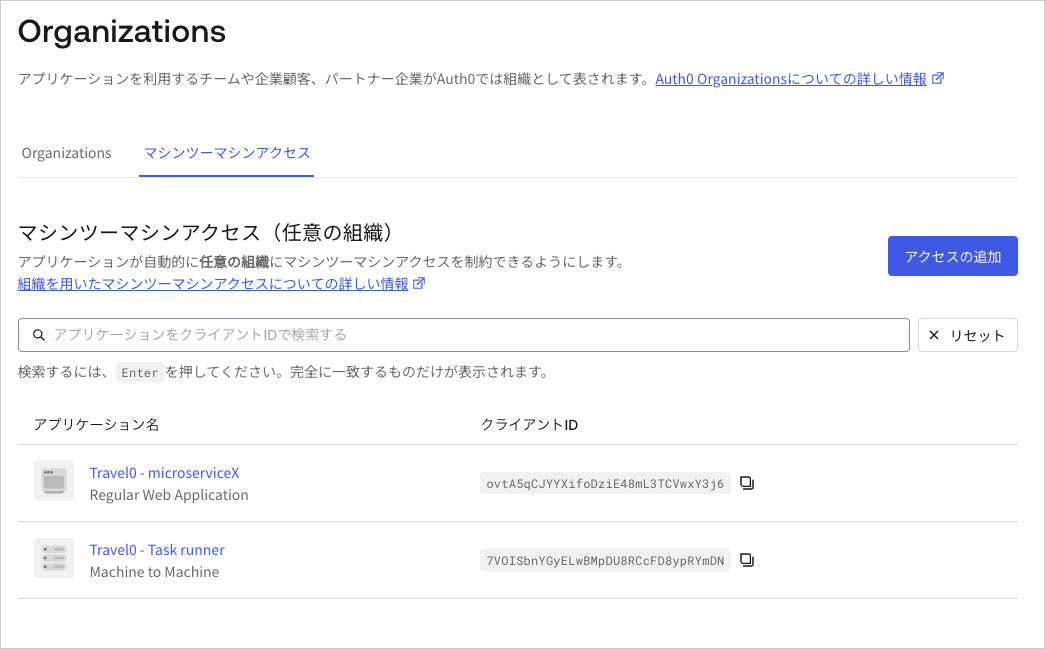 Organizations
アプリケーションを利用するチームや企業顧客、パートナー企業がAuth0では組織として表されます。Auth0 Organizationsについての詳しい情報
Organizations マシンツーマシンアクセス
マシンツーマシンアクセス（任意の組織）
アプリケーションが自動的に任意の組織にマシンツーマシンアクセスを制約できるようにします。
組織を用いたマシンツーマシンアクセスについての詳しい情報
アクセスの追加
アプリケーションをクライアントIDで検索する
リセット
検索するには、 Enter を押してください。完全に一致するものだけが表示されます。
アプリケーション名 クライアントID
Travel0 - microserviceX
Regular Web Application
ovtA5qCJYYXifoDziE48mL3TCVwxY3j6
Travel0 - Task runner
Machine to Machine
7VOISbnYGyELwBMpDU8RCcFD8ypRYmDN